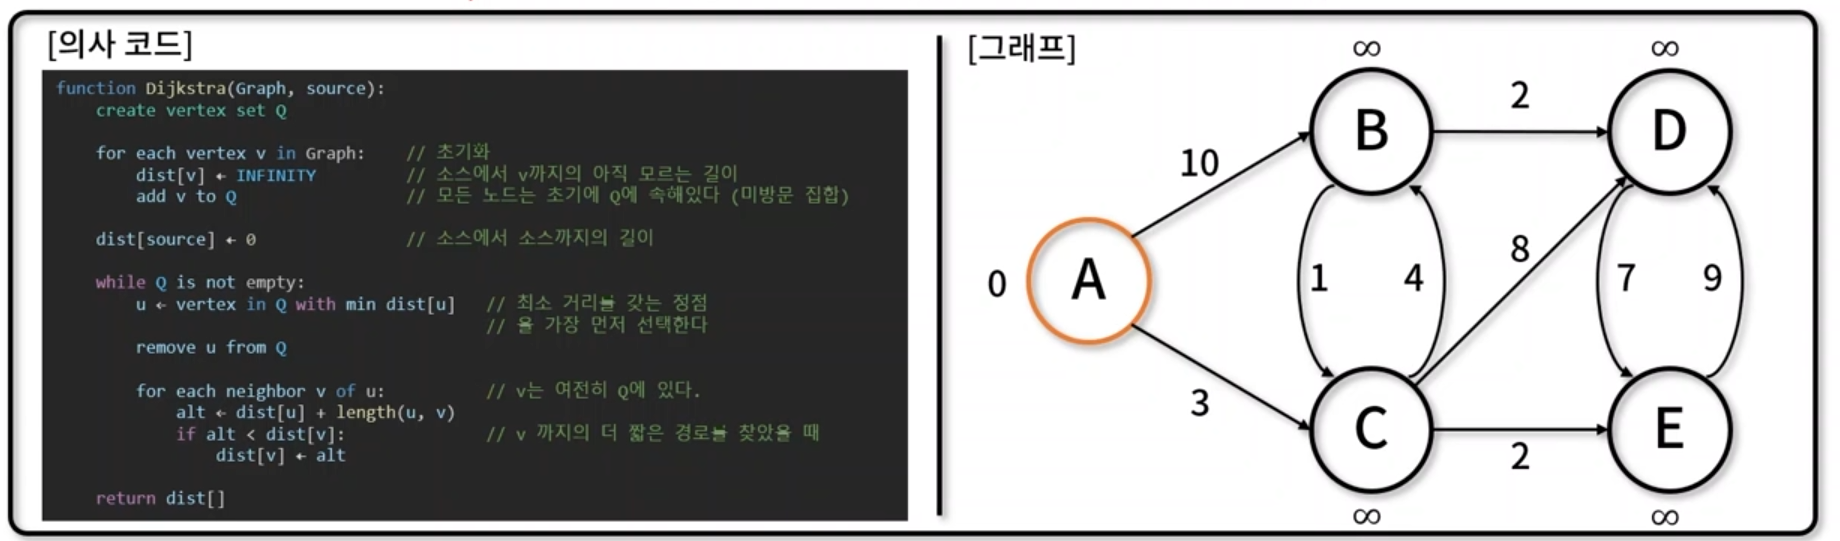 [의사 코드]
function Dijkstra(Graph, source):
create vertex set Q
for each vertex v in Graph: // 초기화
dist[v] ← INFINITY // 소스에서 v까지의 아직 모르는 길이
add v to Q // 모든 노드는 초기에 Q에 속해있다 (미방문 집합)
dist[source] ← 0 // 소스에서 소스까지의 길이
while Q is not empty:
u ← vertex in Q with min dist[u] // 최소 거리를 갖는 정점
// 을 가장 먼저 선택한다
remove u from Q
for each neighbor v of u: // v는 여전히 Q에 있다.
alt ← dist[u] + length(u, v)
if alt < dist[v]: // v 까지의 더 짧은 경로를 찾았을 때
dist[v] ← alt
return dist[]
[그래프]
∞ ∞
B 2 D
10
8
0 A 1 4 7 9
3
C 2 E
∞ ∞